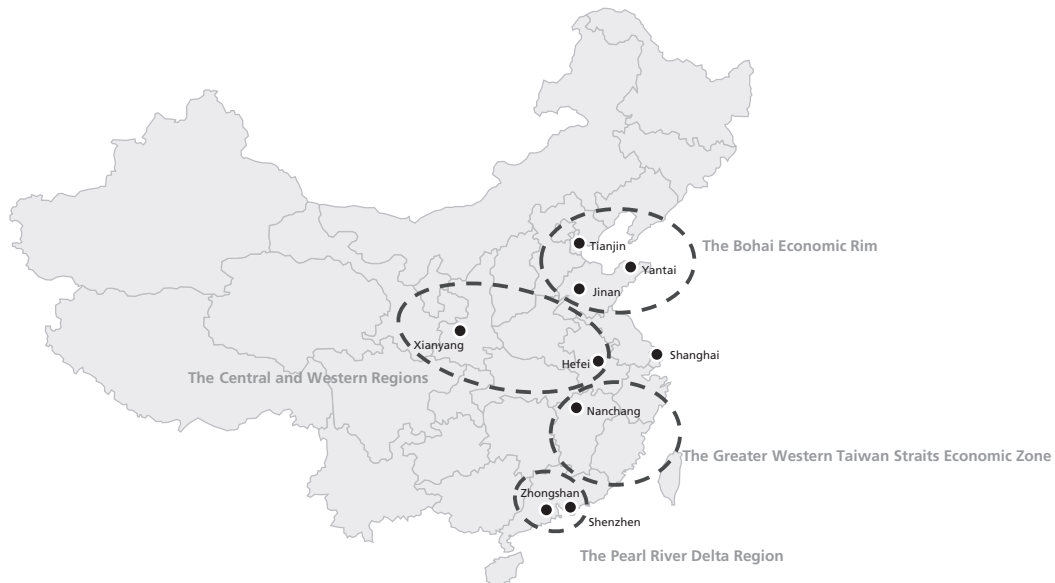 Tianjin
The Bohai Economic Rim
Yantai
Jinan
Xianyang
Shanghai
Hefei
The Central and Western Regions
Nanchang
The Greater Western Taiwan Straits Economic Zone
Zhongshan
Shenzhen
The Pearl River Delta Region